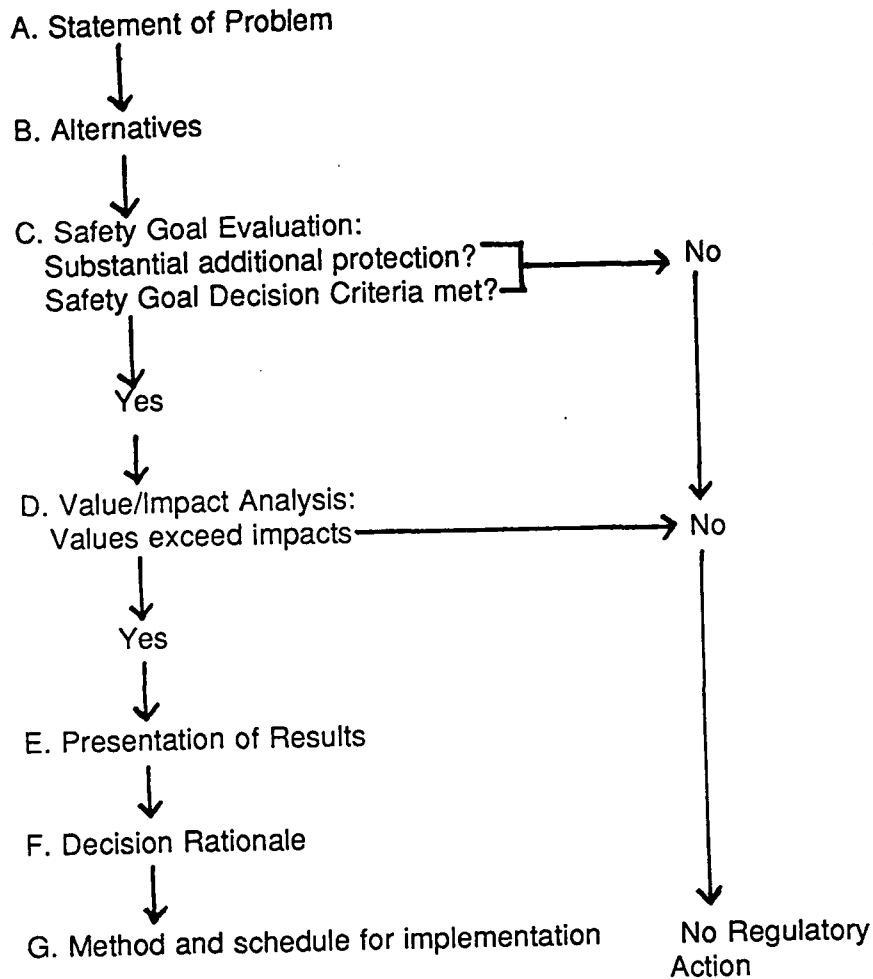 A. Statement of Problem
B. Alternatives
C. Safety Goal Evaluation:
Substantial additional protection?
Safety Goal Decision Criteria met?
No
Yes
D. Value/Impact Analysis:
Values exceed impacts
No
Yes
E. Presentation of Results
F. Decision Rationale
G. Method and schedule for implementation
No Regulatory
Action